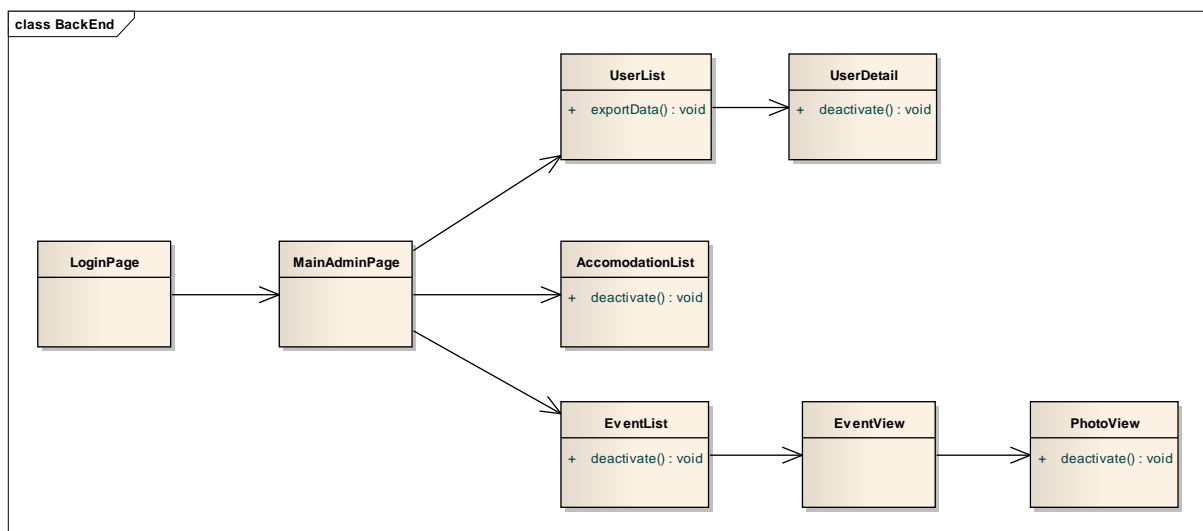 class BackEnd
UserList
+ exportData() : void
UserDetail
+ deactivate() : void
LoginPage
MainAdminPage
AccomodationList
+ deactivate() : void
EventList
+ deactivate() : void
EventView
PhotoView
+ deactivate() : void